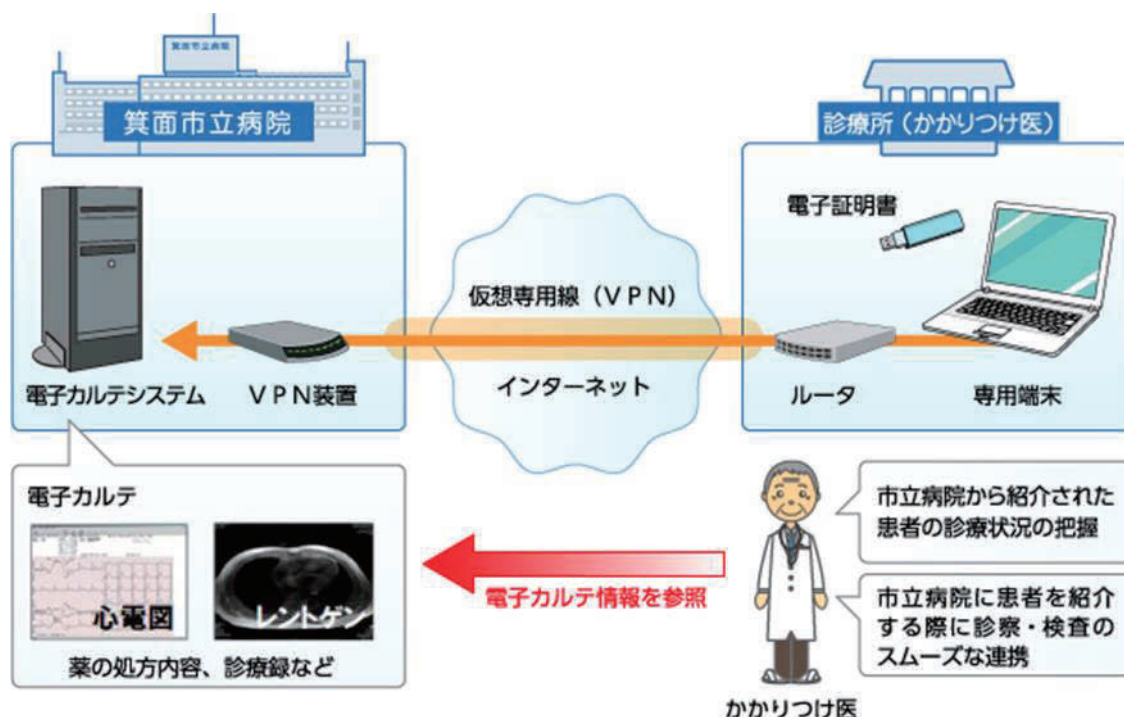 箕面市立病院
箕面市立病院
診療所（かかりつけ医）
電子証明書
仮想専用線（ＶＰＮ）
インターネット
電子カルテシステム
ＶＰＮ装置
ルータ
専用端末
電子カルテ
心電図
レントゲン
薬の処方内容、診療録など
電子カルテ情報を参照
市立病院から紹介された
患者の診療状況の把握
市立病院に患者を紹介
する際に診察・検査の
スムーズな連携
かかりつけ医